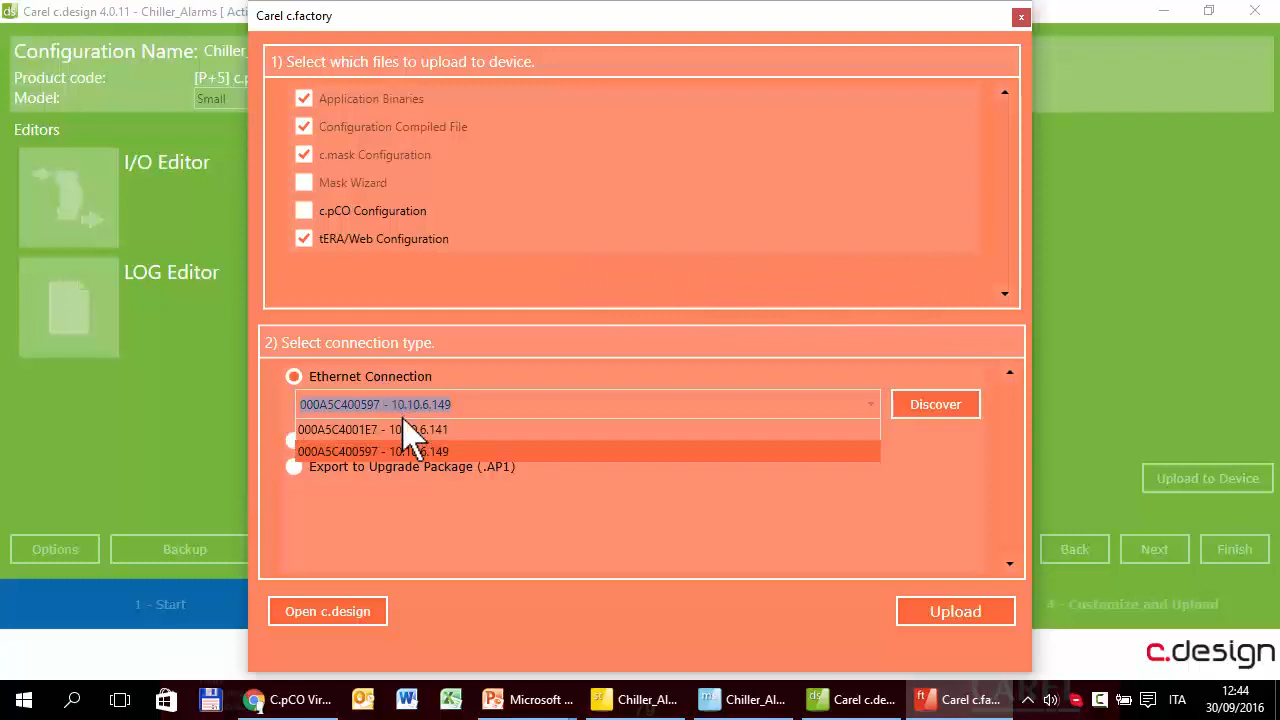 Carel c.design 4.0.11 - Chiller_Alarms [ Acti
Carel c.factory
x
Configuration Name: Chiller_
Product code: [P+5] c.p
Model: Small
Editors
I/O Editor
LOG Editor
1) Select which files to upload to device.
Application Binaries
Configuration Compiled File
c.mask Configuration
Mask Wizard
c.pCO Configuration
tERA/Web Configuration
2) Select connection type.
Ethernet Connection
000A5C400597 - 10.10.6.149
Discover
000A5C4001E7 - 10.10.6.141
000A5C400597 - 10.10.6.149
Export to Upgrade Package (.AP1)
Upload to Device
Options
Backup
Back
Next
Finish
1 - Start
4 - Customize and Upload
Open c.design
Upload
c.design
C.pCO Vir...
Microsoft ...
Chiller_Al...
Chiller_Al...
Carel c.de...
Carel c.fa...
CAREL
ITA
12:44
30/09/2016